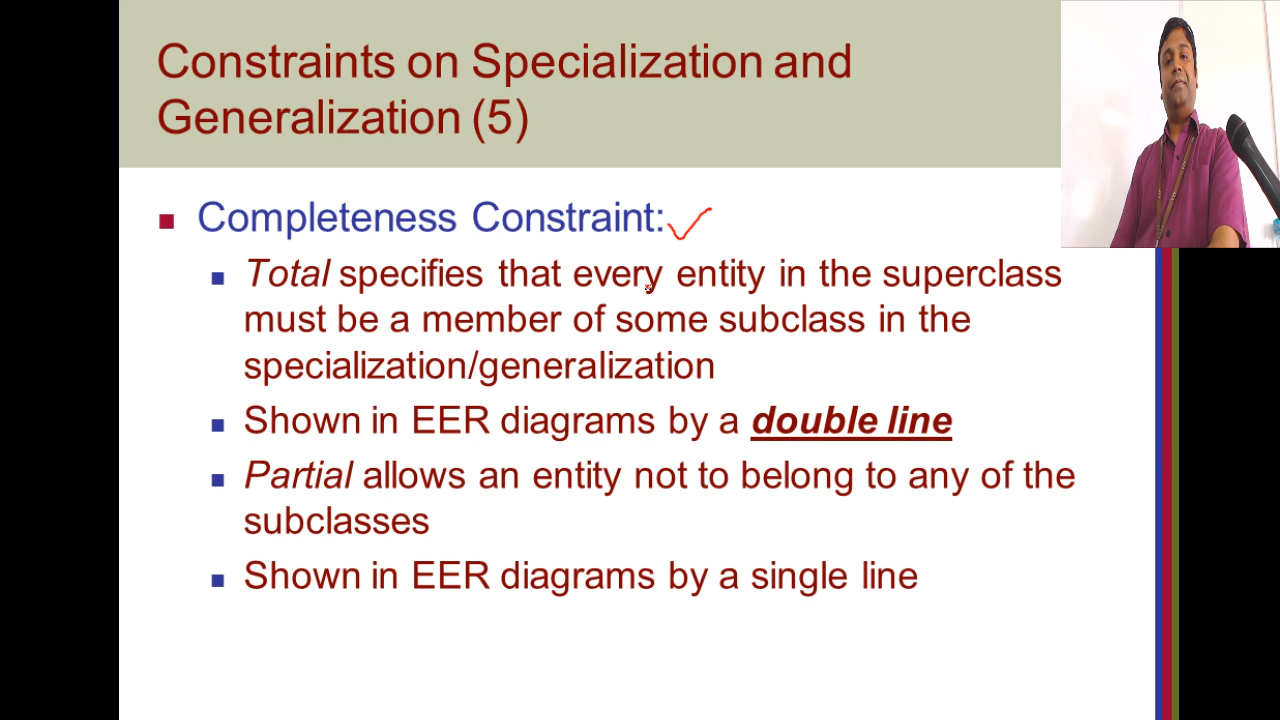 Constraints on Specialization and
Generalization (5)
Completeness Constraint:
Total specifies that every entity in the superclass
must be a member of some subclass in the
specialization/generalization
Shown in EER diagrams by a double line
Partial allows an entity not to belong to any of the
subclasses
Shown in EER diagrams by a single line